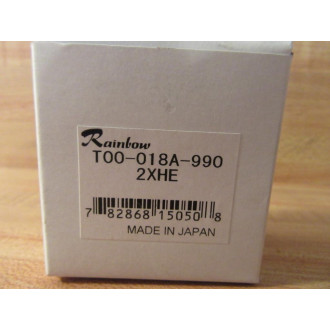 Rainbow
T00-018A-990
2XHE
7 82868 15050 8
MADE IN JAPAN